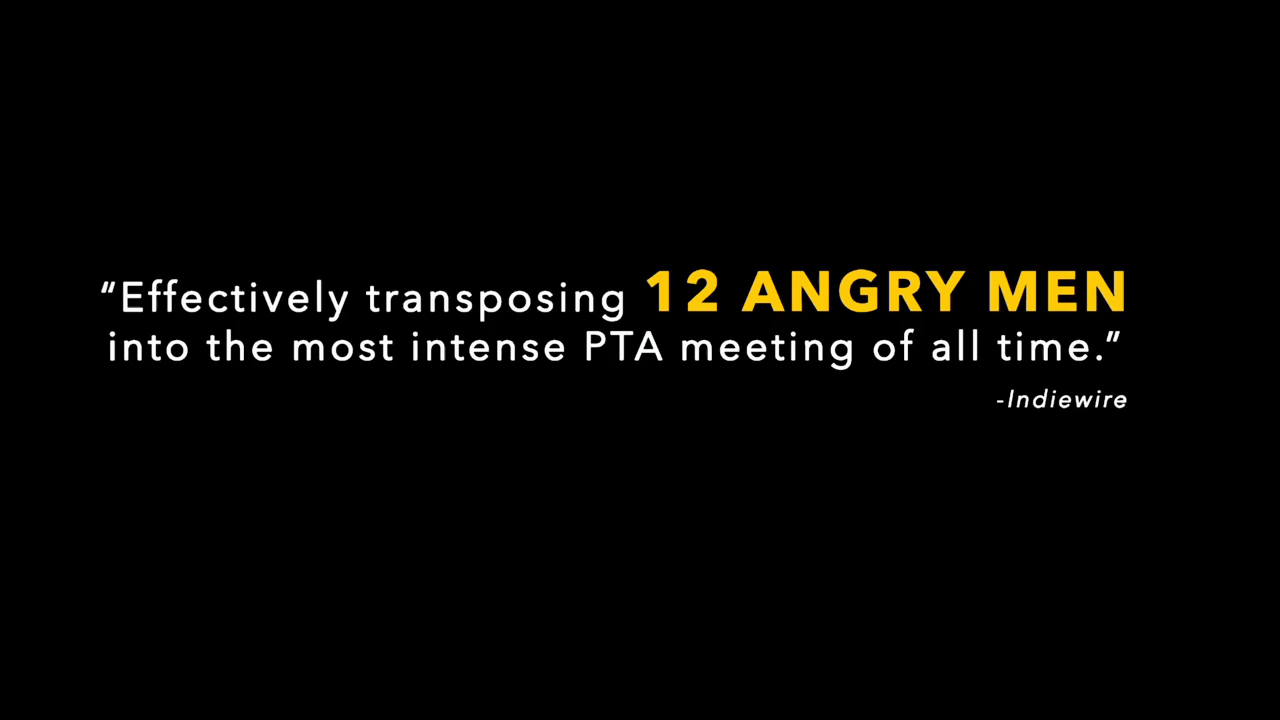 “Effectively transposing 12 ANGRY MEN
into the most intense PTA meeting of all time.”
-Indiewire